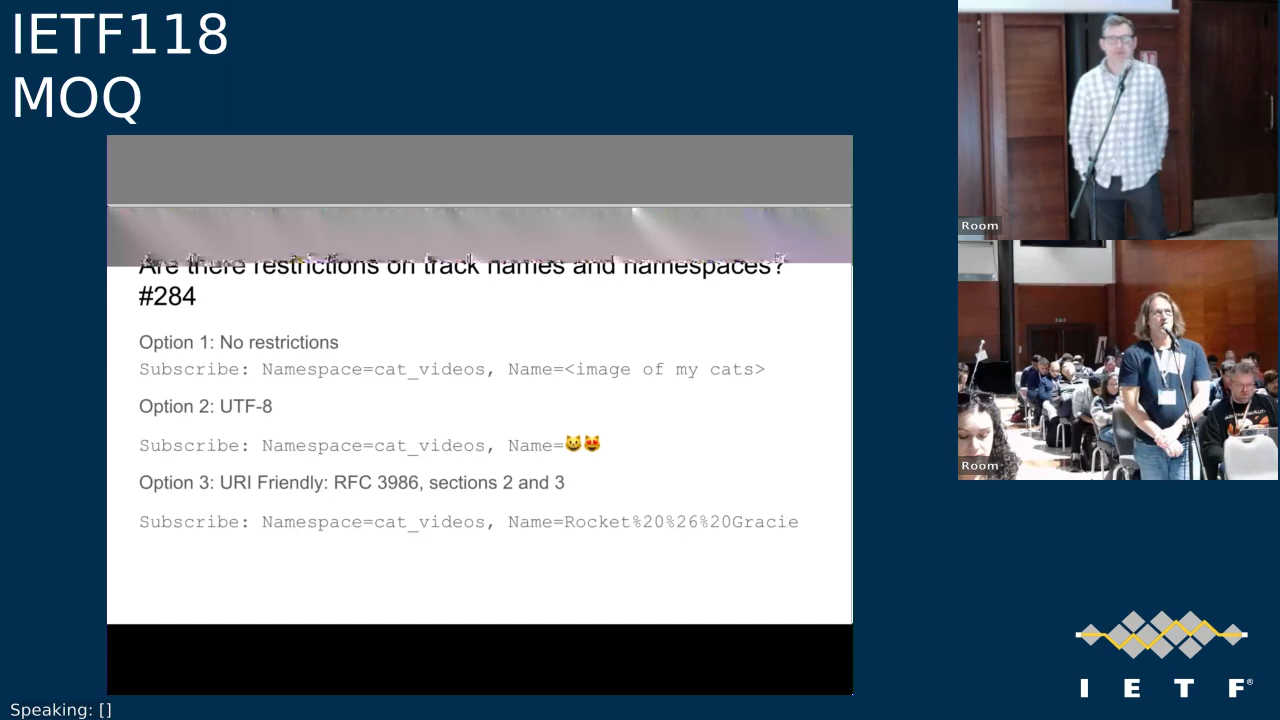 IETF118
MOQ
Are there restrictions on track names and namespaces?
#284
Option 1: No restrictions
Subscribe: Namespace=cat_videos, Name=<image of my cats>
Option 2: UTF-8
Subscribe: Namespace=cat_videos, Name=😺😻
Option 3: URI Friendly: RFC 3986, sections 2 and 3
Subscribe: Namespace=cat_videos, Name=Rocket%20%26%20Gracie
Room
Room
IETF®
Speaking: []